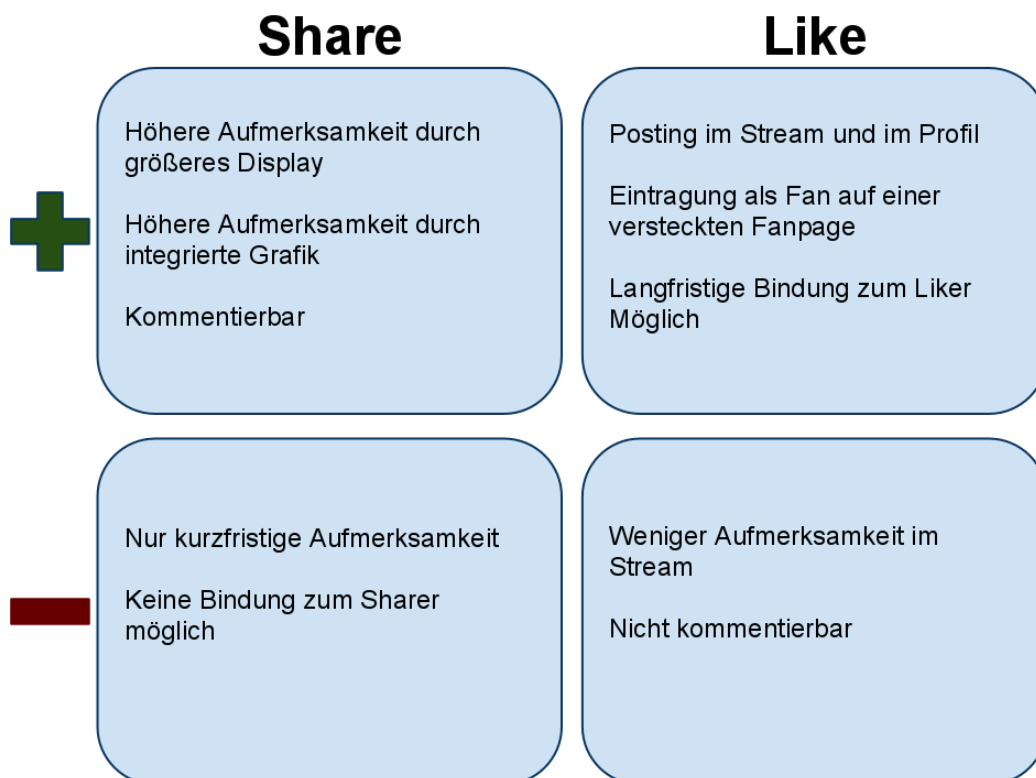 Share
Like
Höhere Aufmerksamkeit durch
größeres Display
Höhere Aufmerksamkeit durch
integrierte Grafik
Kommentierbar
Posting im Stream und im Profil
Eintragung als Fan auf einer
versteckten Fanpage
Langfristige Bindung zum Liker
Möglich
Nur kurzfristige Aufmerksamkeit
Keine Bindung zum Sharer
möglich
Weniger Aufmerksamkeit im
Stream
Nicht kommentierbar